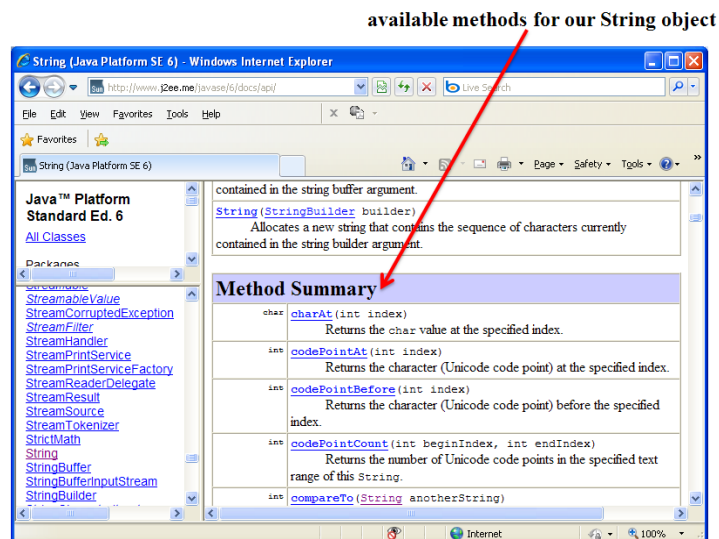 available methods for our String object
String (Java Platform SE 6) - Windows Internet Explorer
http://www.j2ee.me/javase/6/docs/api/
Live Search
File Edit View Favorites Tools Help
Favorites
String (Java Platform SE 6)
Page Safety Tools
Java™ Platform
Standard Ed. 6
All Classes
Packages
StreamableValue
StreamCorruptedException
StreamFilter
StreamHandler
StreamPrintService
StreamPrintServiceFactory
StreamReaderDelegate
StreamResult
StreamSource
StreamTokenizer
StrictMath
String
StringBuffer
StringBufferInputStream
StringBuilder
contained in the string buffer argument.
String(StringBuilder builder)
Allocates a new string that contains the sequence of characters currently
contained in the string builder argument.
Method Summary
char charAt(int index)
Returns the char value at the specified index.
int codePointAt(int index)
Returns the character (Unicode code point) at the specified index.
int codePointBefore(int index)
Returns the character (Unicode code point) before the specified
index.
int codePointCount(int beginIndex, int endIndex)
Returns the number of Unicode code points in the specified text
range of this String.
int compareTo(String anotherString)
Internet
100%